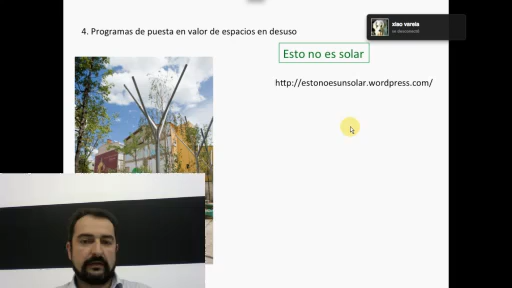 4. Programas de puesta en valor de espacios en desuso
xiao varela
Esto no es solar
http://estonoesunsolar.wordpress.com/